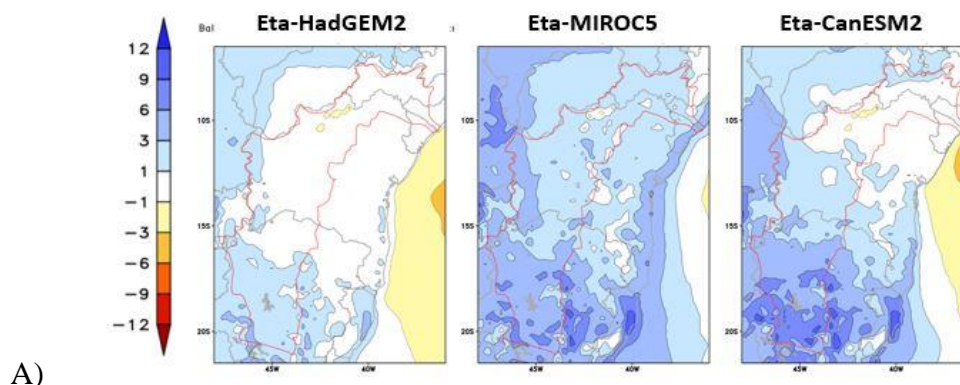 Eta-HadGEM2 Eta-MIROC5 Eta-CanESM2
Bal
12
9
6
3
1
−1
−3
−6
−9
−12
10S 10S 10S
15S 15S 15S
20S 20S 20S
45W 40W 45W 40W 45W 40W
A)